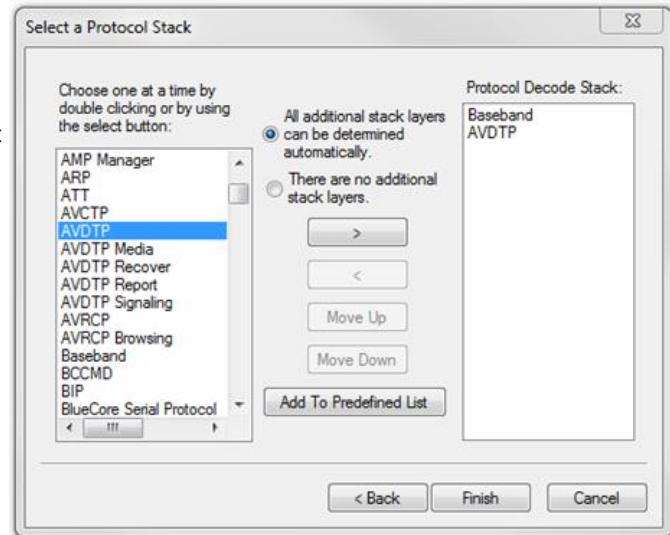 Select a Protocol Stack
Choose one at a time by
double clicking or by using
the select button:
AMP Manager
ARP
ATT
AVCTP
AVDTP
AVDTP Media
AVDTP Recover
AVDTP Report
AVDTP Signaling
AVRCP
AVRCP Browsing
Baseband
BCCMD
BIP
BlueCore Serial Protocol
All additional stack layers
can be determined
automatically.
There are no additional
stack layers.
>
<
Move Up
Move Down
Add To Predefined List
Protocol Decode Stack:
Baseband
AVDTP
< Back
Finish
Cancel